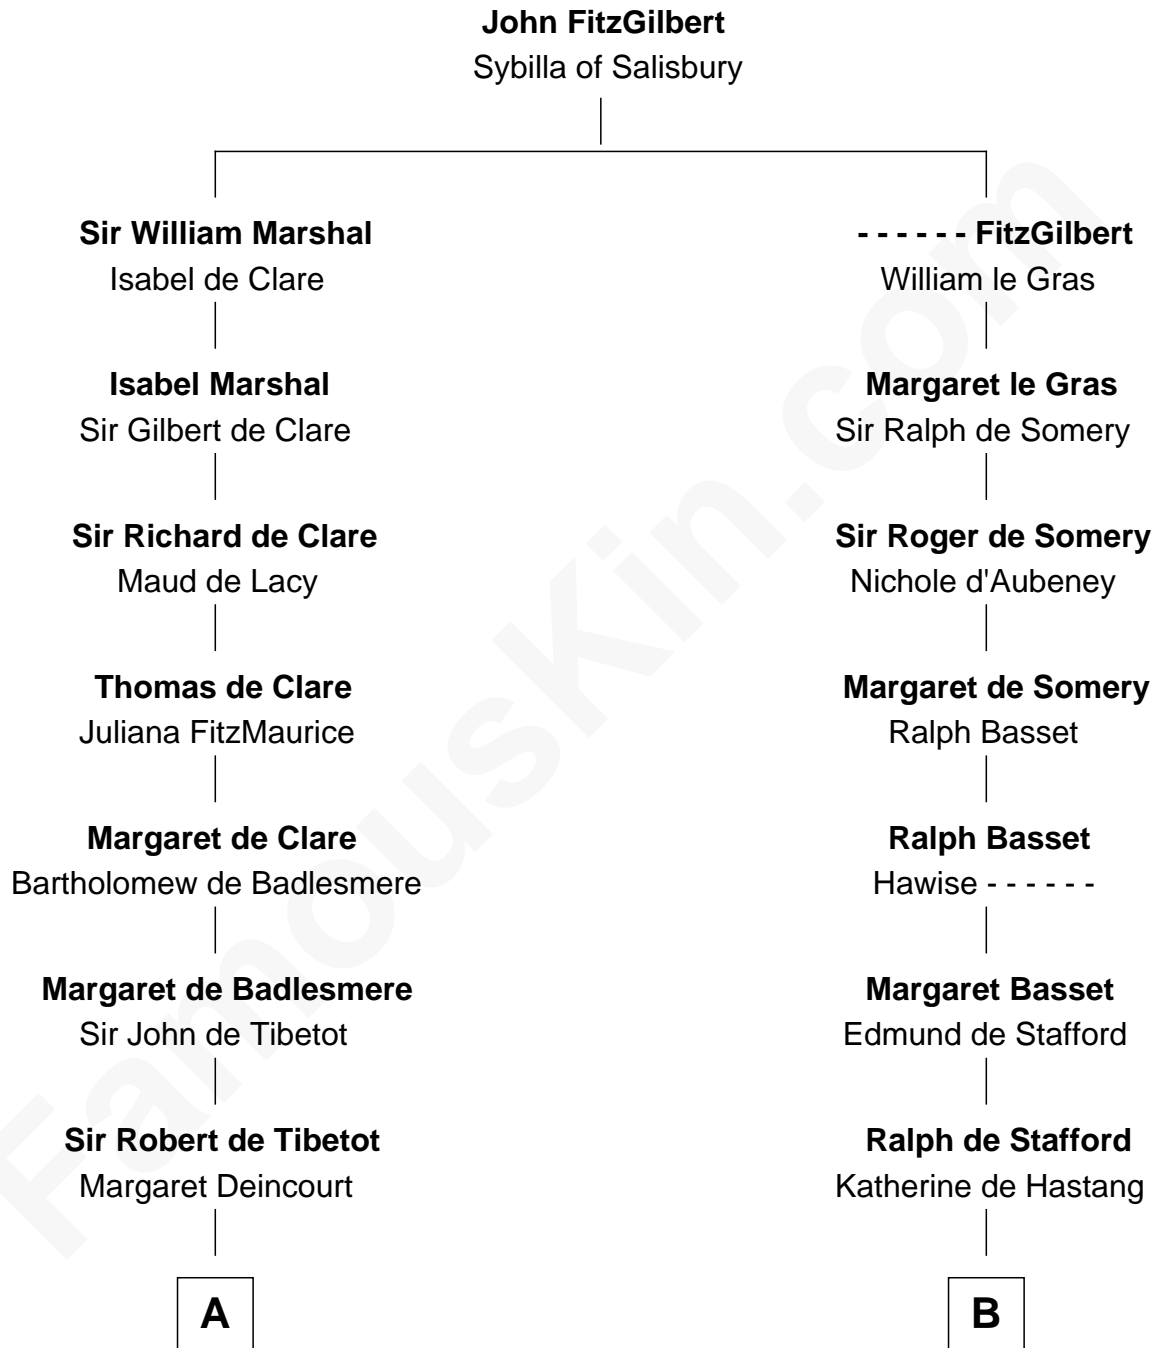 John FitzGilbert
Sybilla of Salisbury
Sir William Marshal
Isabel de Clare
- - - - - - FitzGilbert
William le Gras
Isabel Marshal
Sir Gilbert de Clare
Margaret le Gras
Sir Ralph de Somery
Sir Richard de Clare
Maud de Lacy
Sir Roger de Somery
Nichole d'Aubeney
Thomas de Clare
Juliana FitzMaurice
Margaret de Somery
Ralph Basset
Margaret de Clare
Bartholomew de Badlesmere
Ralph Basset
Hawise - - - - - -
Margaret de Badlesmere
Sir John de Tibetot
Margaret Basset
Edmund de Stafford
Sir Robert de Tibetot
Margaret Deincourt
Ralph de Stafford
Katherine de Hastang
A
B
FamousKin.com